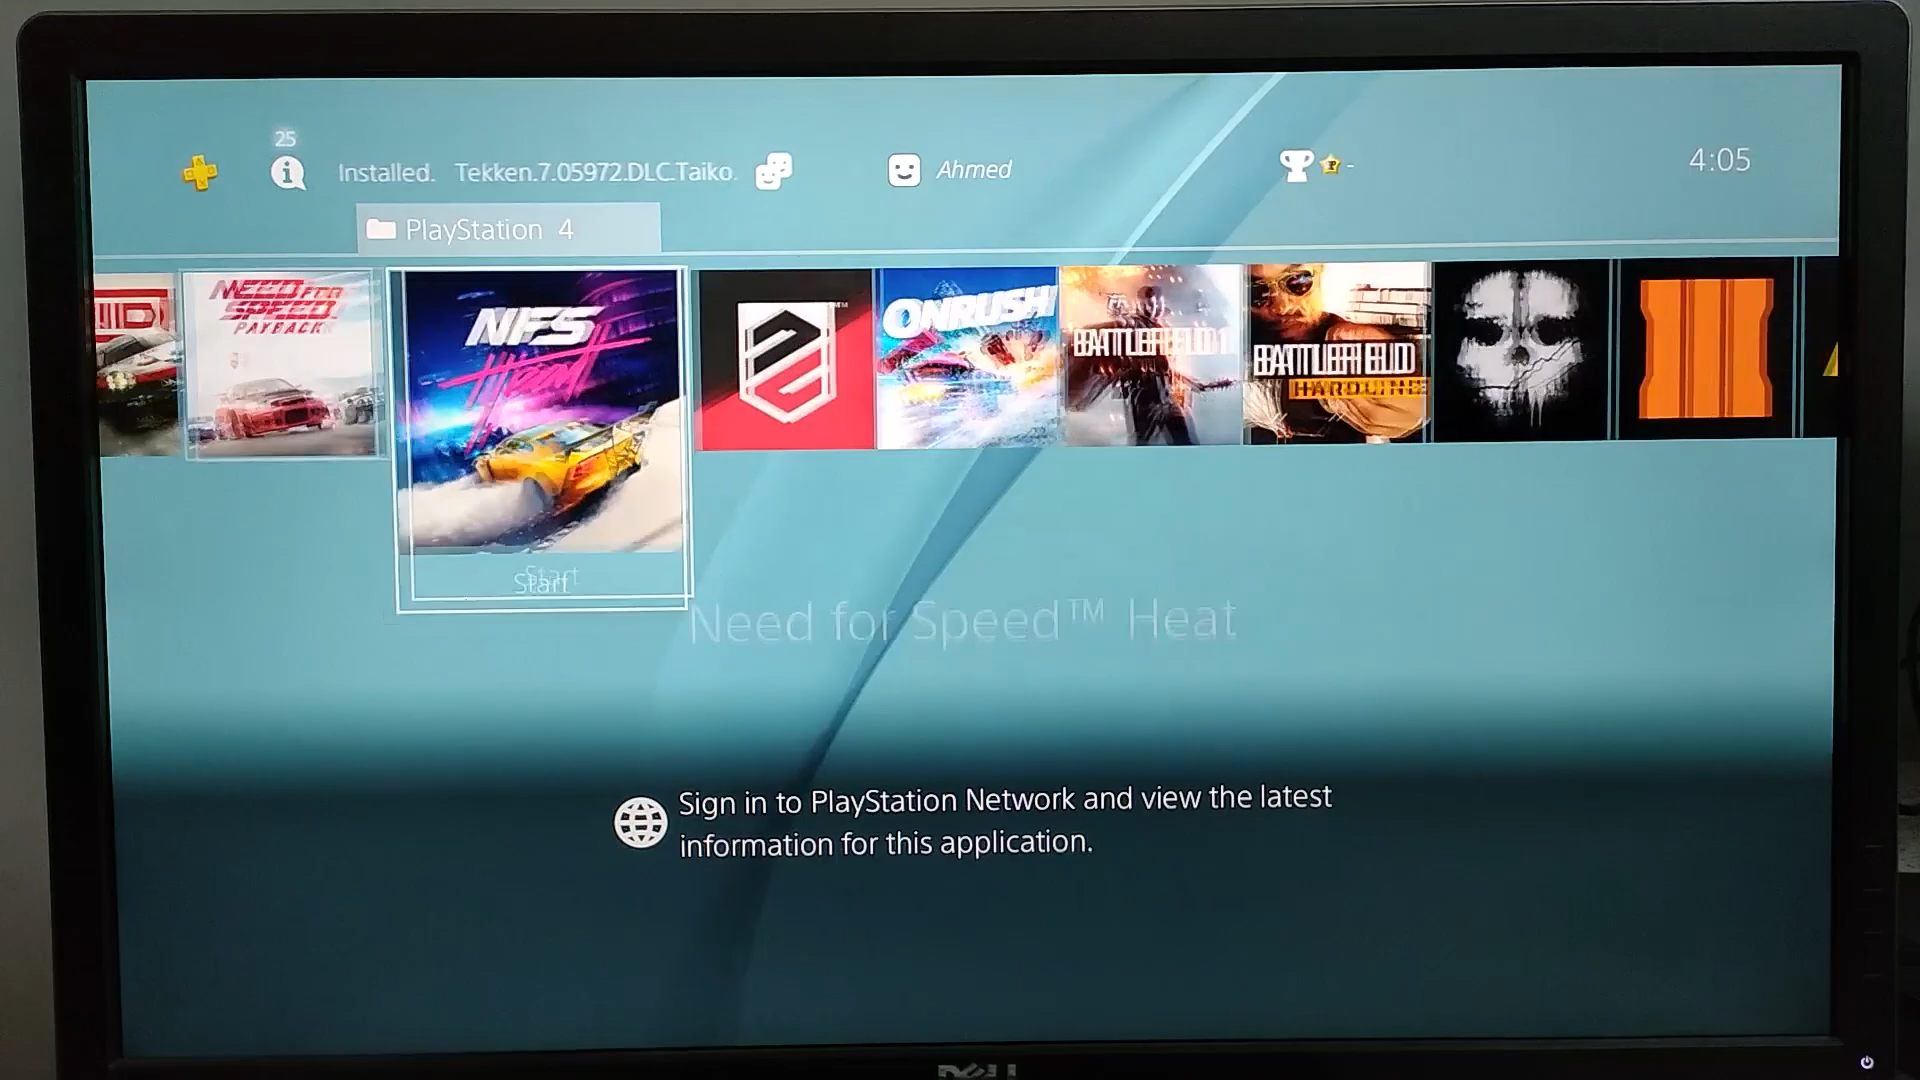 25
Installed. Tekken.7.05972.DLC.Taiko.
Ahmed
-
4:05
PlayStation 4
NEED FOR
SPEED
PAYBACK
NFS
Heat
ONRUSH
BATTLEFIELD 1
BATTLEFIELD
HARDLINE
Start
Need for Speed™ Heat
Sign in to PlayStation Network and view the latest
information for this application.
DELL